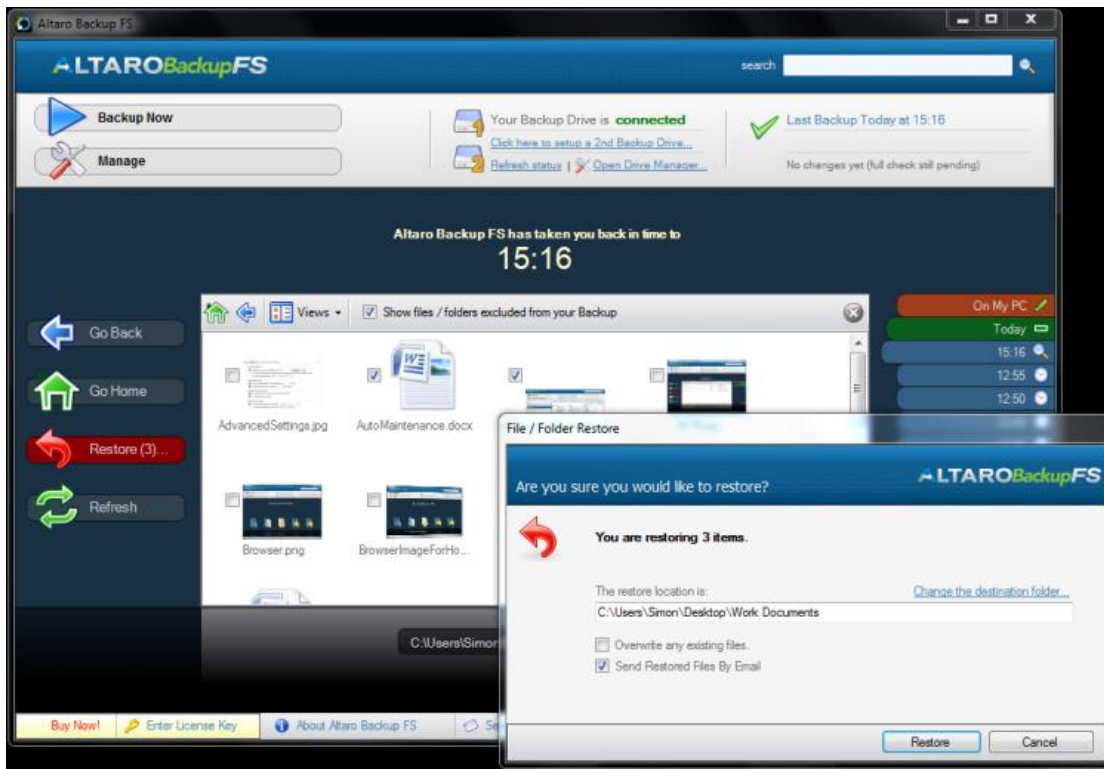 Altaro Backup FS
ALTAROBackupFS
search
Backup Now
Manage
Your Backup Drive is connected
Click here to setup a 2nd Backup Drive...
Refresh status | Open Drive Manager...
Last Backup Today at 15:16
No changes yet (full check still pending)
Altaro Backup FS has taken you back in time to
15:16
Go Back
Go Home
Restore (3)...
Refresh
Views
Show files / folders excluded from your Backup
AdvancedSettings.jpg
AutoMaintenance.docx
Browser.png
BrowserImageForHo...
On My PC
Today
15:16
12:55
12:50
C:\Users\Simon
File / Folder Restore
Are you sure you would like to restore?
ALTAROBackupFS
You are restoring 3 items.
The restore location is:
Change the destination folder...
C:\Users\Simon\Desktop\Work Documents
Overwrite any existing files.
Send Restored Files By Email
Restore
Cancel
Buy Now!
Enter License Key
About Altaro Backup FS